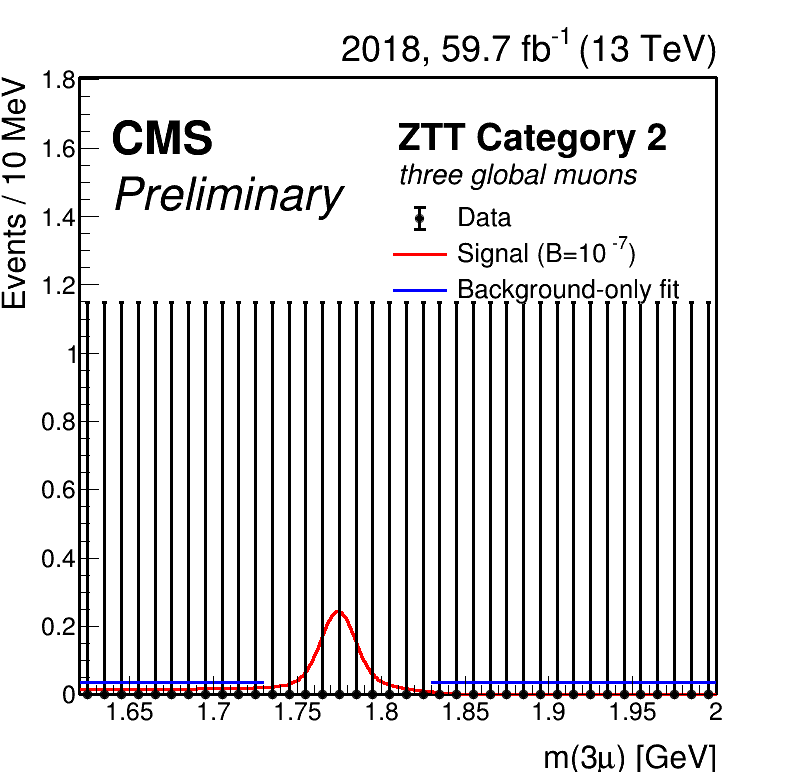 2018, 59.7 fb⁻¹ (13 TeV)
Events / 10 MeV
1.8
1.6
1.4
1.2
1
0.8
0.6
0.4
0.2
0
CMS
Preliminary
ZTT Category 2
three global muons
Data
Signal (B=10⁻⁷)
Background-only fit
1.65 1.7 1.75 1.8 1.85 1.9 1.95 2
m(3μ) [GeV]